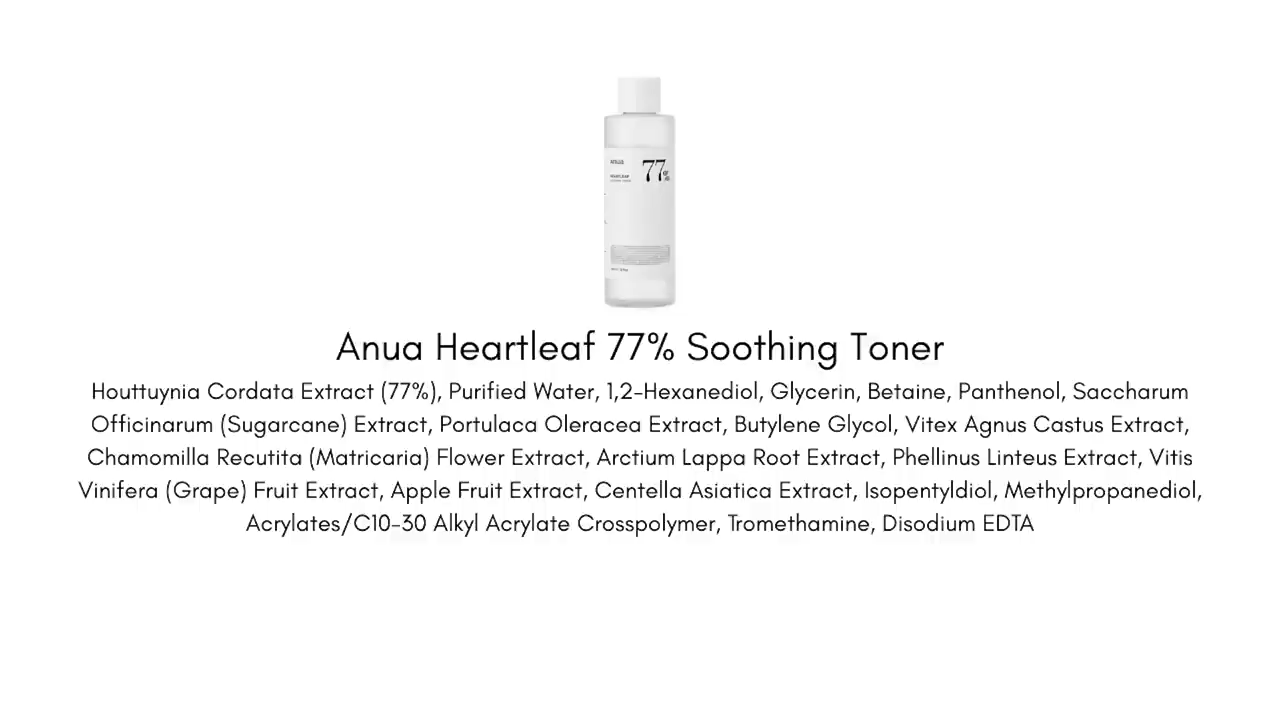 77
Anua Heartleaf 77% Soothing Toner
Houttuynia Cordata Extract (77%), Purified Water, 1,2-Hexanediol, Glycerin, Betaine, Panthenol, Saccharum
Officinarum (Sugarcane) Extract, Portulaca Oleracea Extract, Butylene Glycol, Vitex Agnus Castus Extract,
Chamomilla Recutita (Matricaria) Flower Extract, Arctium Lappa Root Extract, Phellinus Linteus Extract, Vitis
Vinifera (Grape) Fruit Extract, Apple Fruit Extract, Centella Asiatica Extract, Isopentyldiol, Methylpropanediol,
Acrylates/C10-30 Alkyl Acrylate Crosspolymer, Tromethamine, Disodium EDTA